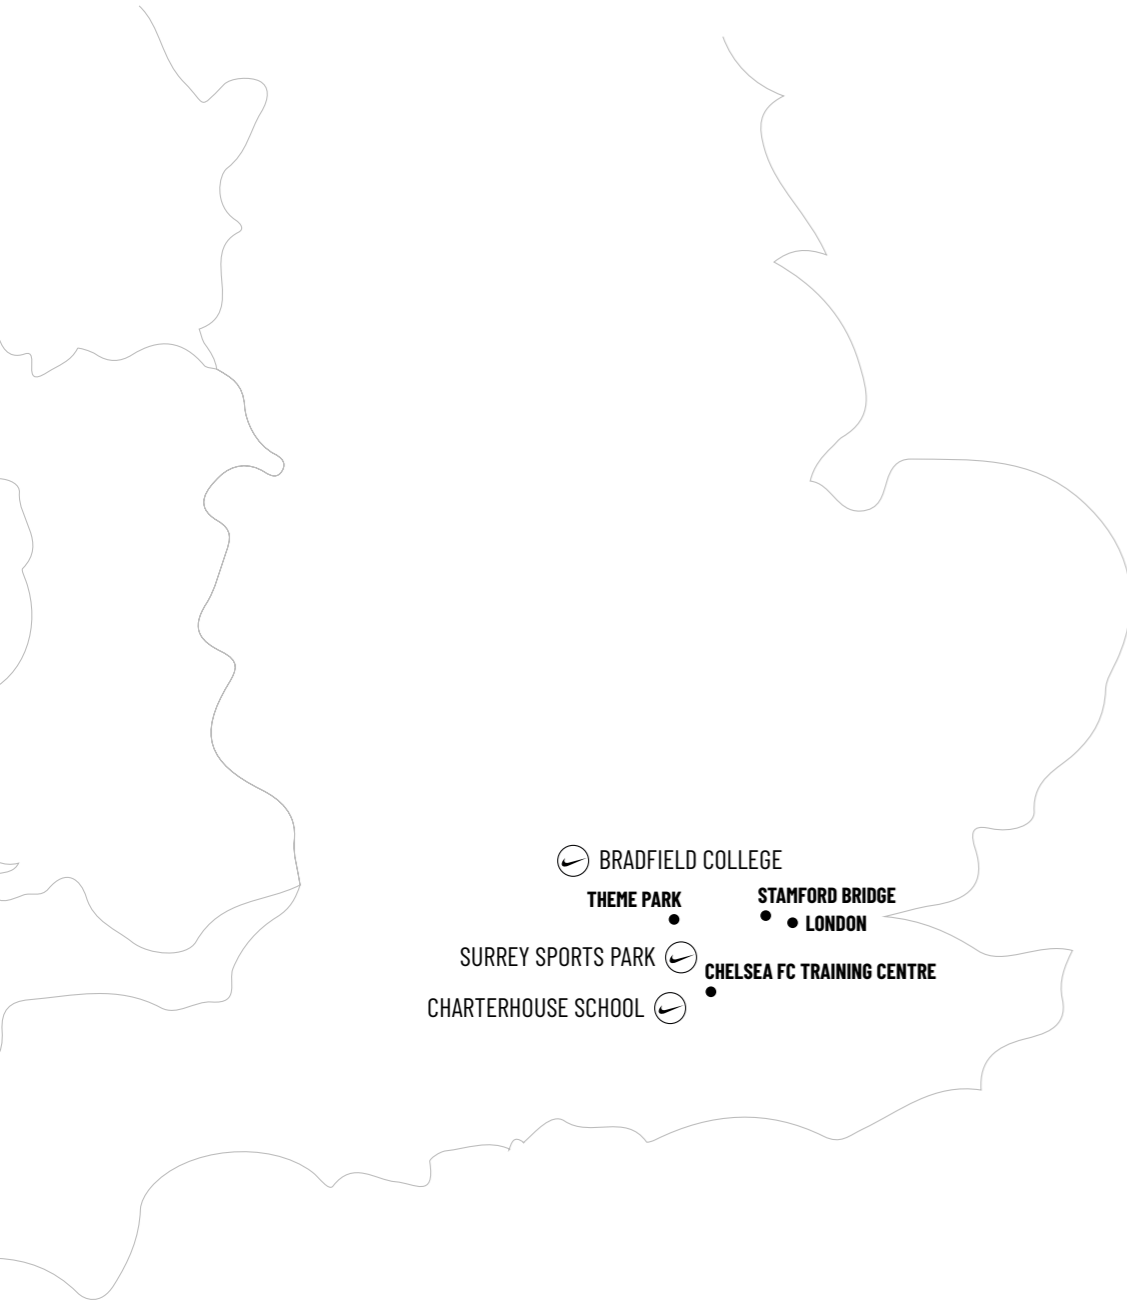 BRADFIELD COLLEGE
THEME PARK
STAMFORD BRIDGE
LONDON
SURREY SPORTS PARK
CHELSEA FC TRAINING CENTRE
CHARTERHOUSE SCHOOL